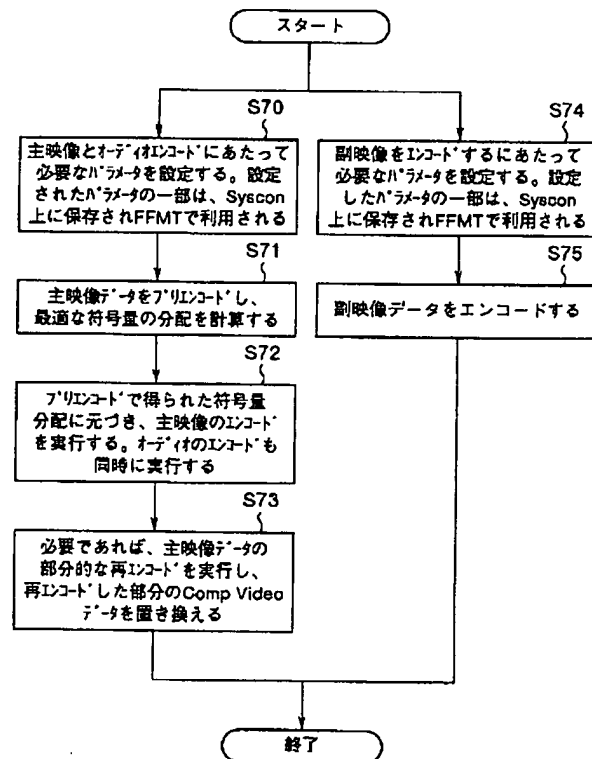 スタート
S70
主映像とオーディオエンコードにあたって
必要なパラメータを設定する。設定
されたパラメータの一部は、Syscon
上に保存されFFMTで利用される
S71
主映像データをプリエンコードし、
最適な符号量の分配を計算する
S72
プリエンコードで得られた符号量
分配に元づき、主映像のエンコード
を実行する。オーディオのエンコードも
同時に実行する
S73
必要であれば、主映像データの
部分的な再エンコードを実行し、
再エンコードした部分のComp Video
データを置き換える
S74
副映像をエンコードするにあたって
必要なパラメータを設定する。設定
したパラメータの一部は、Syscon
上に保存されFFMTで利用される
S75
副映像データをエンコードする
終了